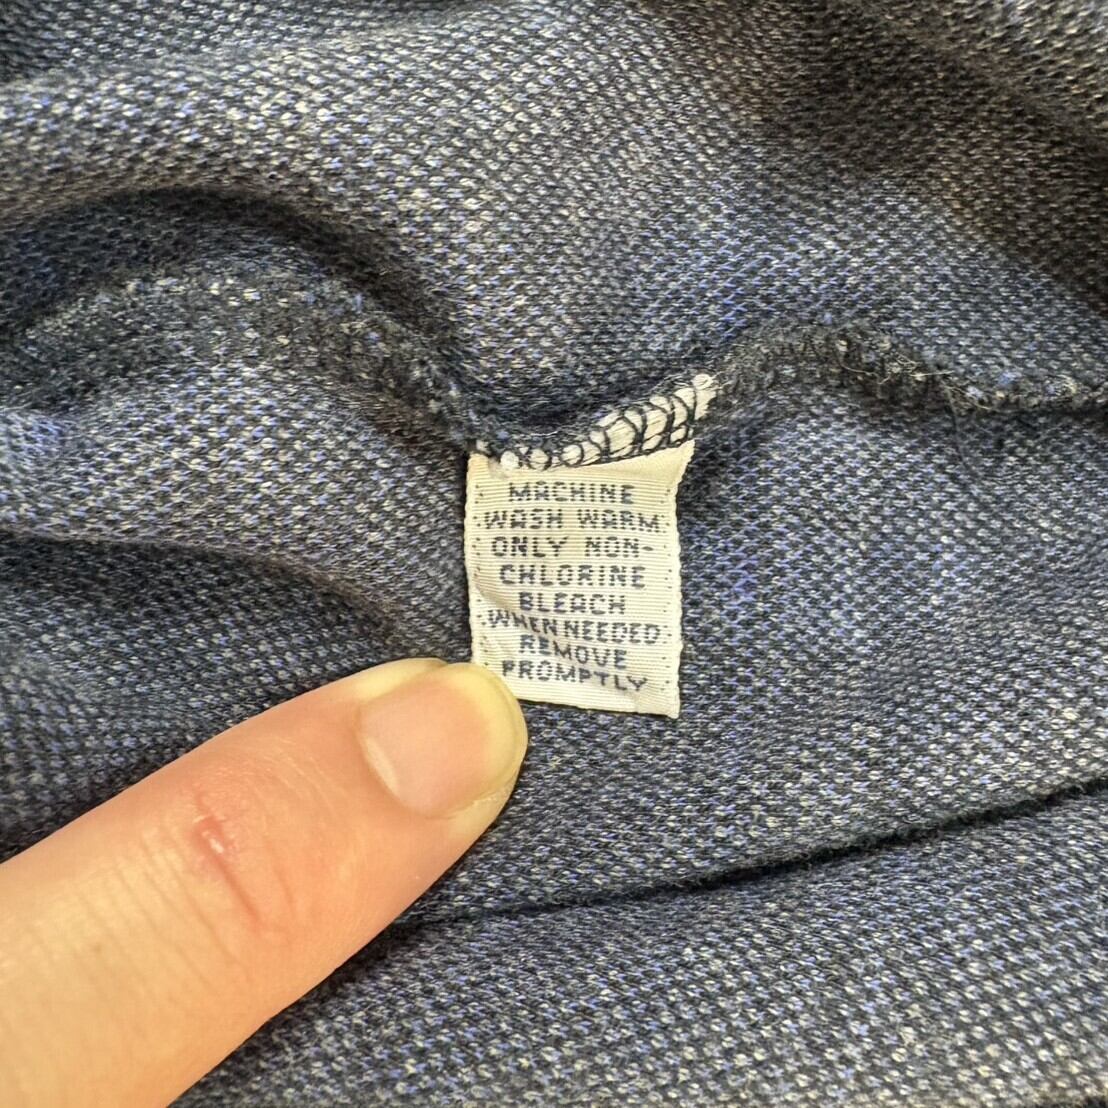 MACHINE
WASH WARM
ONLY NON-
CHLORINE
BLEACH
WHEN NEEDED
REMOVE
PROMPTLY